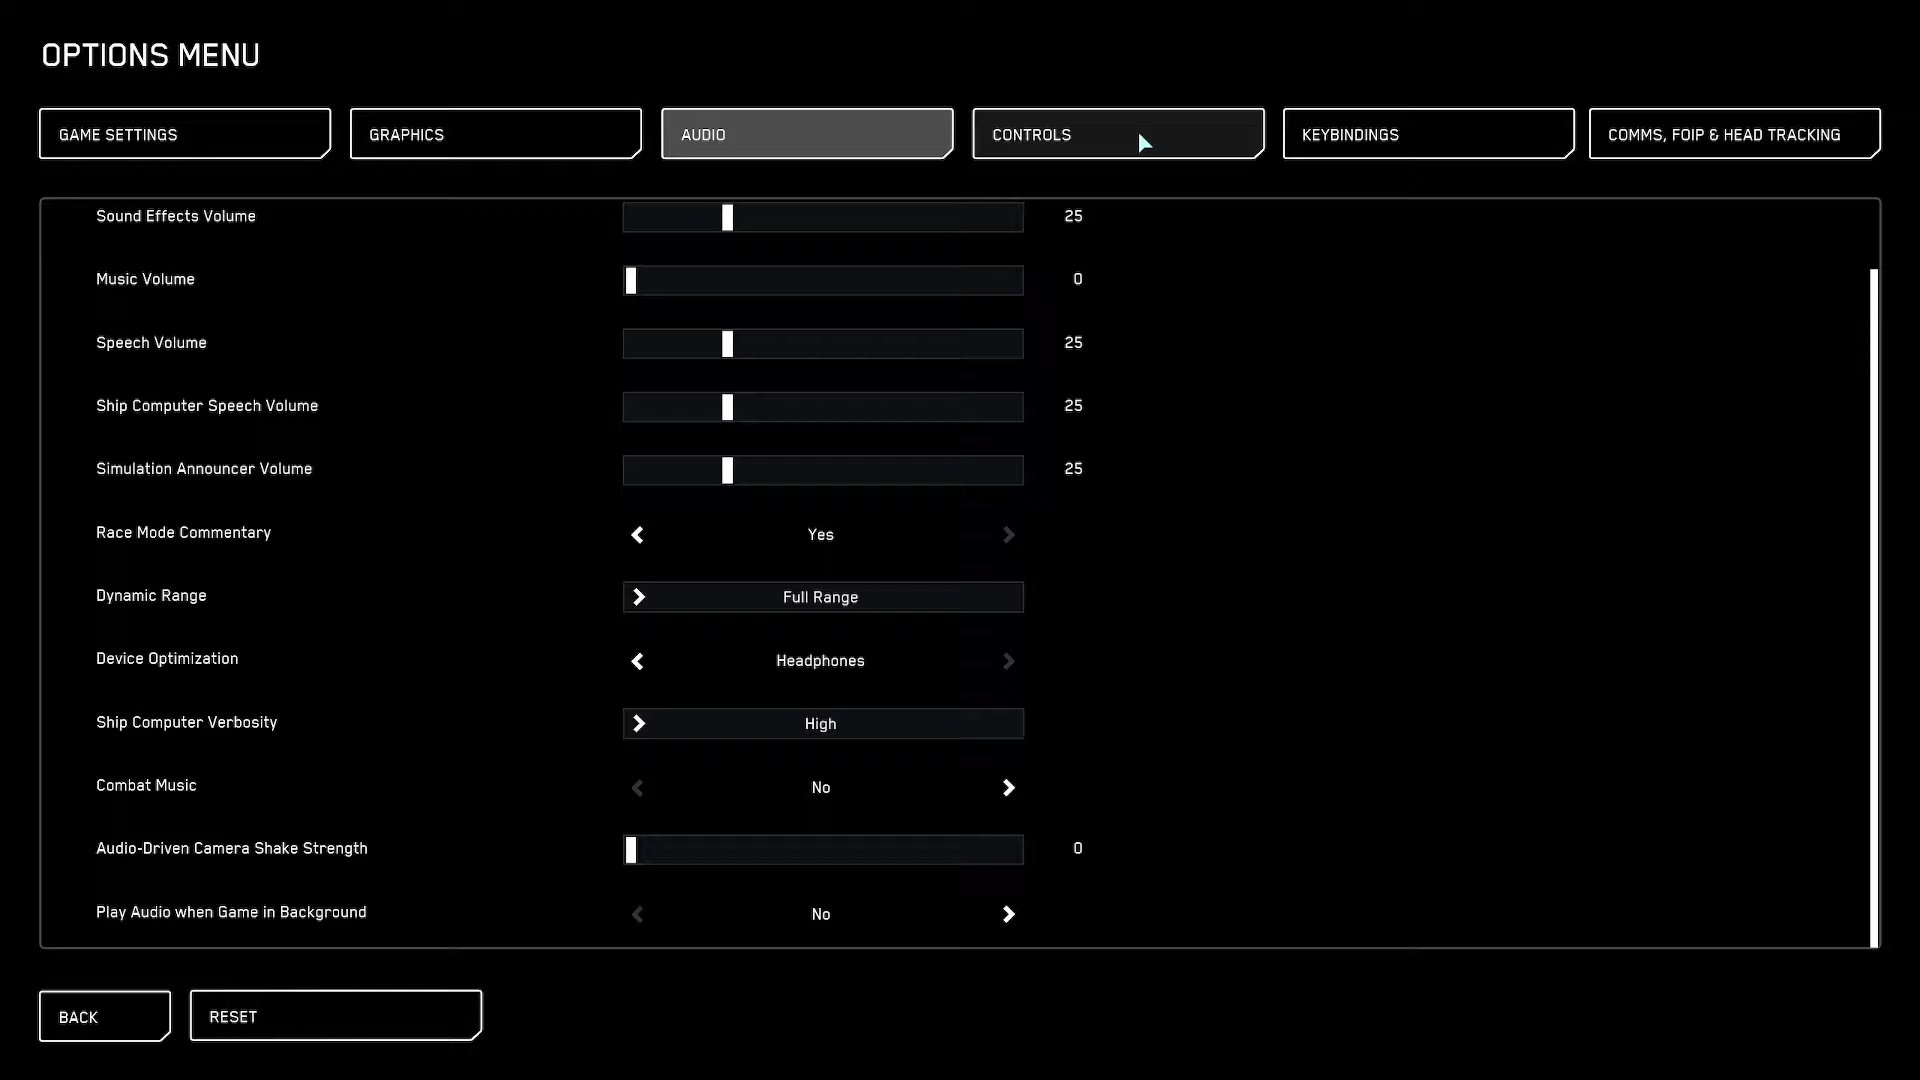 OPTIONS MENU
GAME SETTINGS
GRAPHICS
AUDIO
CONTROLS
KEYBINDINGS
COMMS, FOIP & HEAD TRACKING
Sound Effects Volume 25
Music Volume 0
Speech Volume 25
Ship Computer Speech Volume 25
Simulation Announcer Volume 25
Race Mode Commentary Yes
Dynamic Range Full Range
Device Optimization Headphones
Ship Computer Verbosity High
Combat Music No
Audio-Driven Camera Shake Strength 0
Play Audio when Game in Background No
BACK
RESET